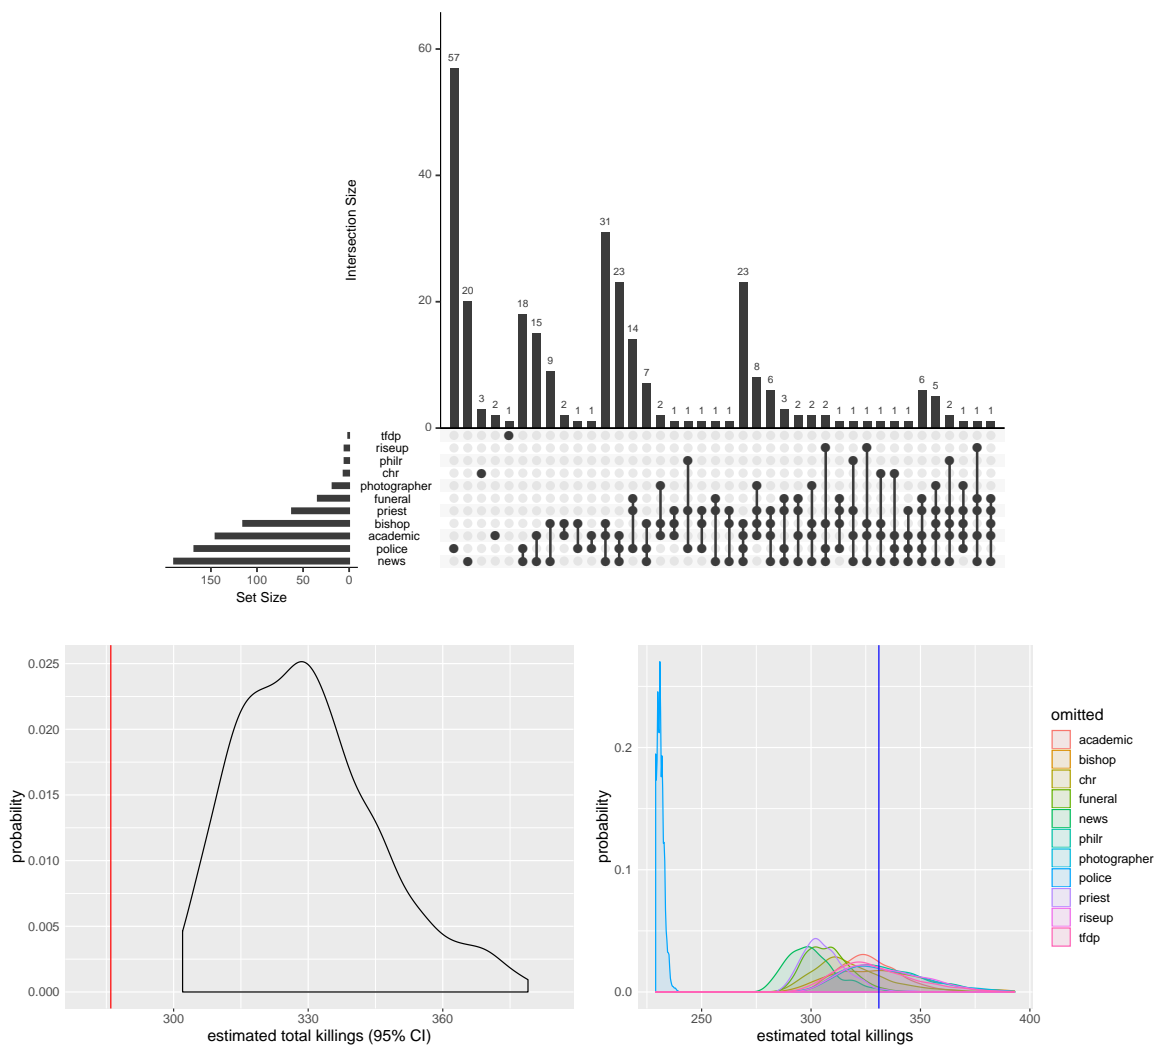 60
57
40
31
23
23
20
20
18
15
14
9
8
7
6
6
5
3
2
1
2
1
1
2
1
1
1
1
3
2
2
2
1
1
1
1
1
1
2
1
1
1
0
Intersection Size
tfdp
riseup
philr
chr
photographer
funeral
priest
bishop
academic
police
news
150 100 50 0
Set Size
0.025
0.020
0.015
0.010
0.005
0.000
probability
300 330 360
estimated total killings (95% CI)
0.2
0.1
0.0
probability
250 300 350 400
estimated total killings
omitted
academic
bishop
chr
funeral
news
philr
photographer
police
priest
riseup
tfdp